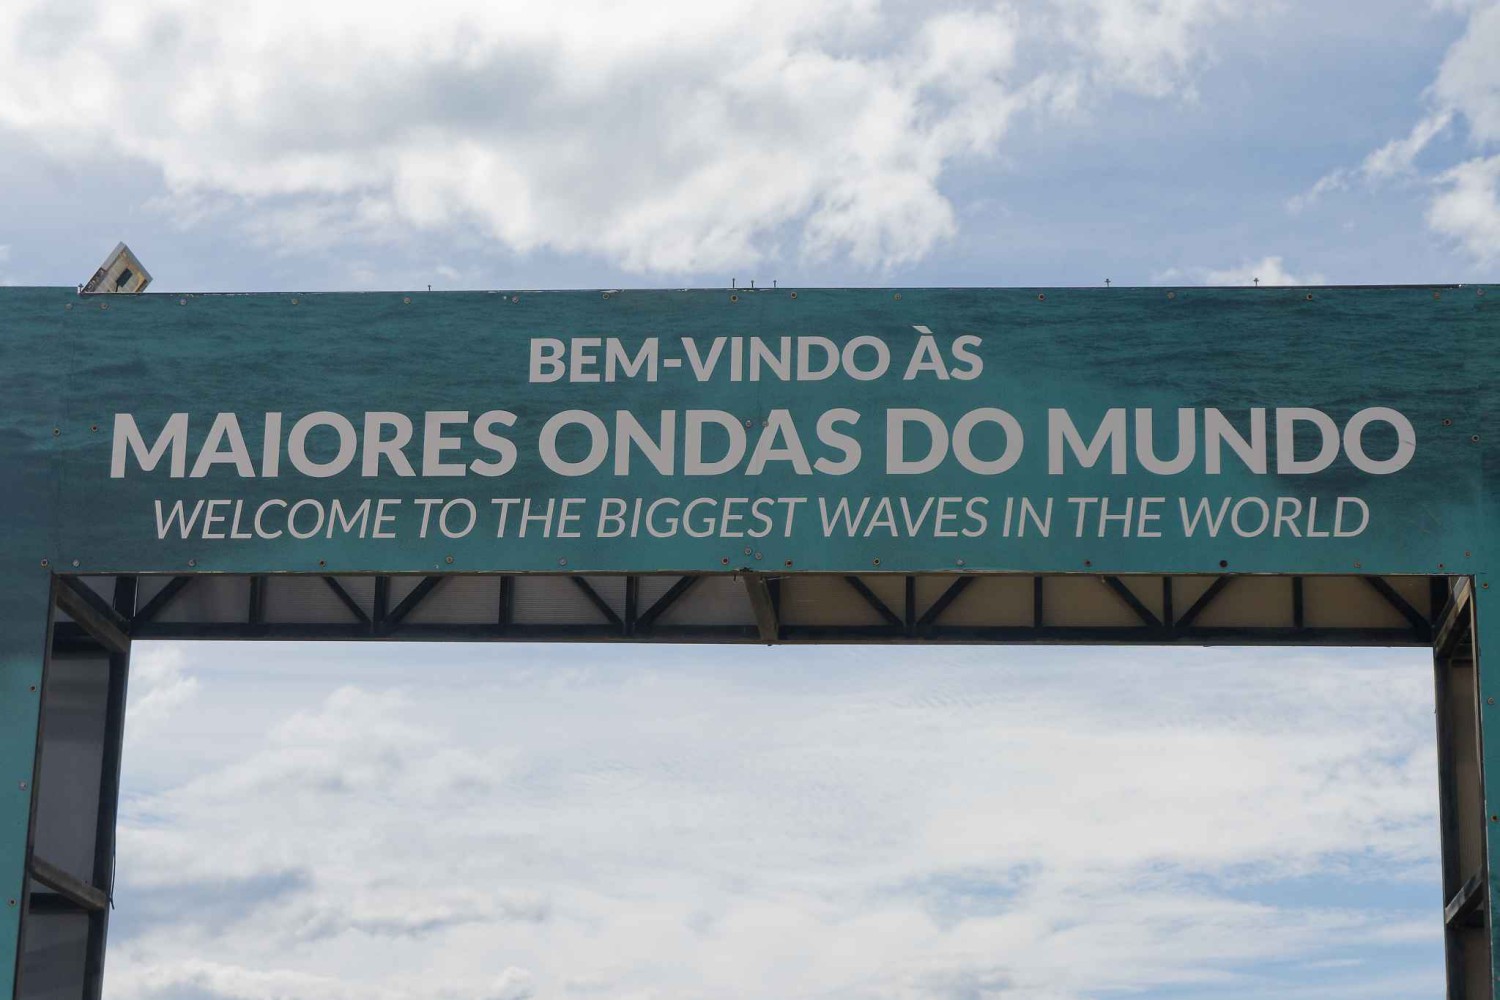 BEM-VINDO ÀS
MAIORES ONDAS DO MUNDO
WELCOME TO THE BIGGEST WAVES IN THE WORLD